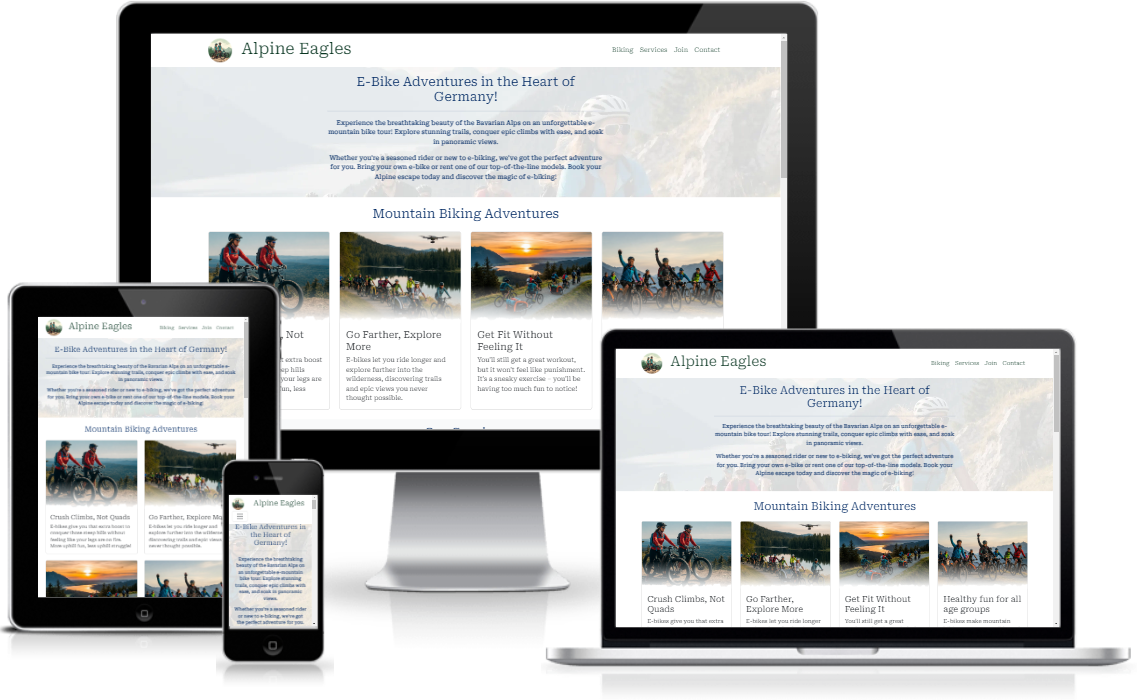 Alpine Eagles
Biking Services Join Contact
E-Bike Adventures in the Heart of
Germany!
Experience the breathtaking beauty of the Bavarian Alps on an unforgettable e-
mountain bike tour! Explore stunning trails, conquer epic climbs with ease, and soak
in panoramic views.
Whether you're a seasoned rider or new to e-biking, we've got the perfect adventure
for you. Bring your own e-bike or rent one of our top-of-the-line models. Book your
Alpine escape today and discover the magic of e-biking!
Mountain Biking Adventures
, Not
extra boost
ep hills
your legs are
fun, less
Go Farther, Explore
More
E-bikes let you ride longer and
explore further into the
wilderness, discovering trails
and epic views you never
thought possible.
Get Fit Without
Feeling It
You'll still get a great workout,
but it won't feel like punishment.
It's a sneaky exercise - you'll be
having too much fun to notice!
Alpine Eagles
Biking Services Join Contact
E-Bike Adventures in the Heart of Germany!
Experience the breathtaking beauty of the Bavarian Alps on an unforgettable e-
mountain bike tour! Explore stunning trails, conquer epic climbs with ease, and soak
in panoramic views.
Whether you're a seasoned rider or new to e-biking, we've got the perfect adventure
for you. Bring your own e-bike or rent one of our top-of-the-line models. Book your
Alpine escape today and discover the magic of e-biking!
Mountain Biking Adventures
Crush Climbs, Not Quads
E-bikes give you that extra boost to
conquer those steep hills without
feeling like your legs are on fire.
More uphill fun, less uphill struggle!
Go Farther, Explore Mo
E-bikes let you ride longer and
explore further into the wilderne
discovering trails and epic views
never thought possible.
Alpine Eagles
E-Bike Adventures in
the Heart of
Germany!
Experience the breathtaking
beauty of the Bavarian Alps on
an unforgettable e-mountain
bike tour! Explore stunning
trails, conquer epic climbs with
ease, and soak in panoramic
views.
Whether you're a seasoned rider
or new to e-biking, we've got
the perfect adventure for you.
Alpine Eagles
Biking Services Join Contact
E-Bike Adventures in the Heart of
Germany!
Experience the breathtaking beauty of the Bavarian Alps on an unforgettable e-
mountain bike tour! Explore stunning trails, conquer epic climbs with ease, and soak
in panoramic views.
Whether you're a seasoned rider or new to e-biking, we've got the perfect adventure
for you. Bring your own e-bike or rent one of our top-of-the-line models. Book your
Alpine escape today and discover the magic of e-biking!
Mountain Biking Adventures
Crush Climbs, Not
Quads
E-bikes give you that extra
Go Farther,
Explore More
E-bikes let you ride longer
Get Fit Without
Feeling It
You'll still get a great
Healthy fun for all
age groups
E-bikes make mountain